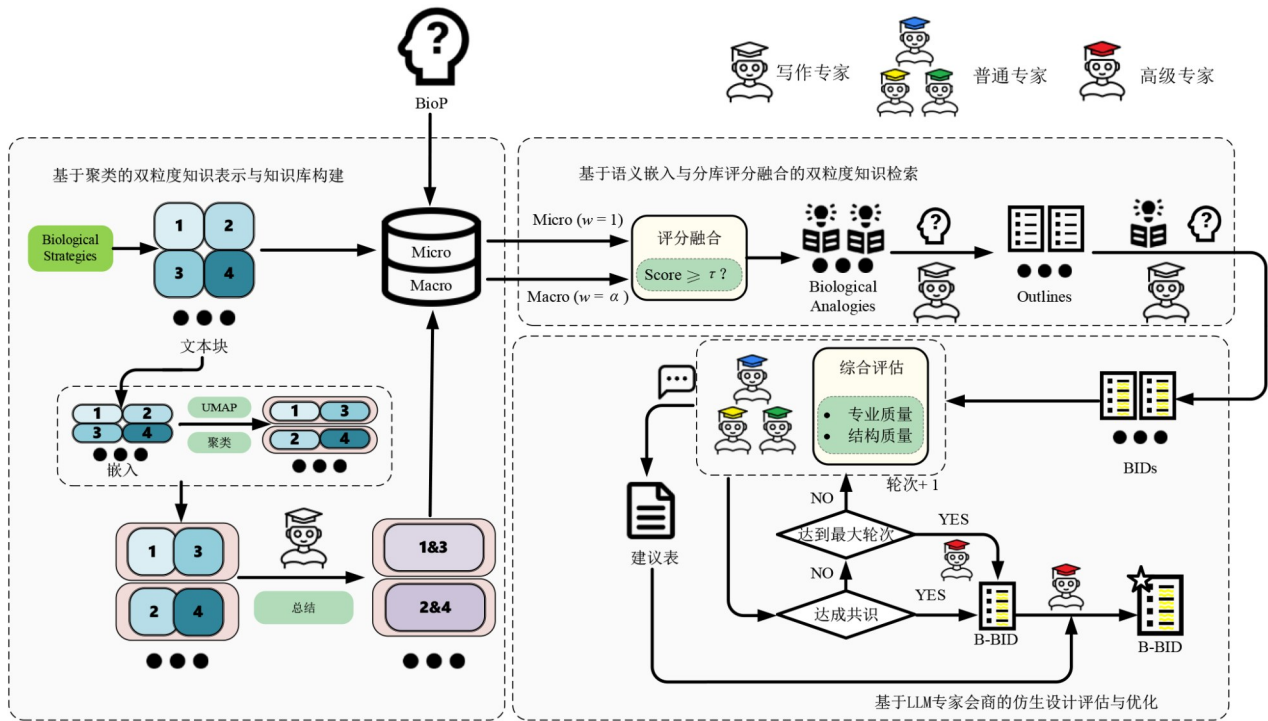 BioP
写作专家
普通专家
高级专家
基于聚类的双粒度知识表示与知识库构建
Biological
Strategies
1
2
3
4
文本块
1
2
3
4
嵌入
UMAP
聚类
1
3
2
4
1
3
2
4
总结
1&3
2&4
Micro
Macro
基于语义嵌入与分库评分融合的双粒度知识检索
Micro (w = 1)
Macro (w = α)
评分融合
Score ⩾ τ ?
Biological
Analogies
Outlines
BIDs
综合评估
• 专业质量
• 结构质量
轮次+ 1
NO
达到最大轮次
YES
NO
达成共识
YES
建议表
B-BID
B-BID
基于LLM专家会商的仿生设计评估与优化